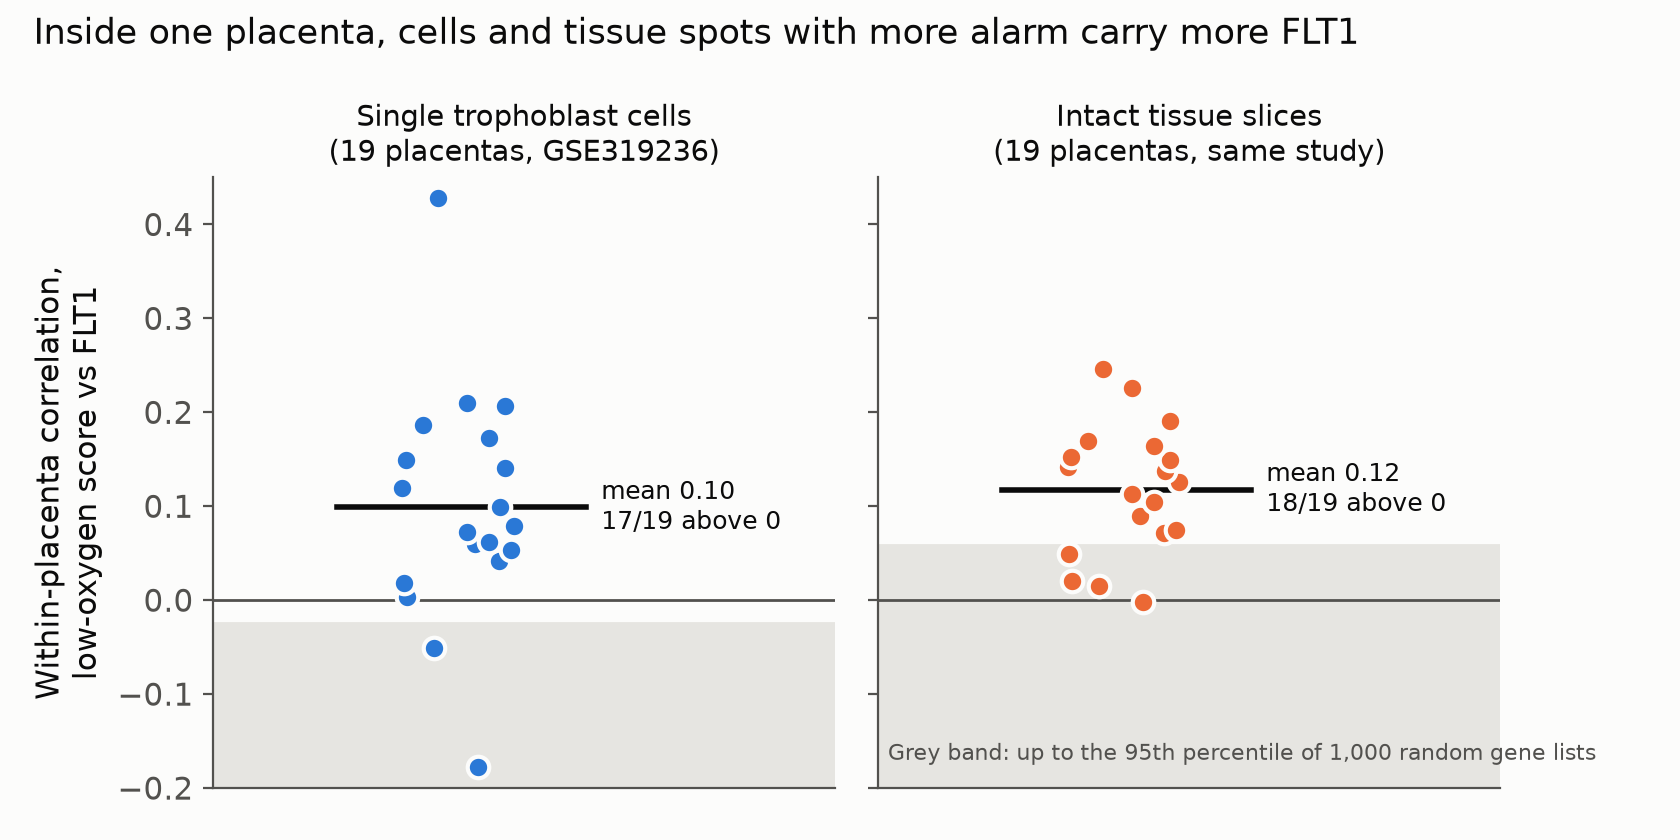 Inside one placenta, cells and tissue spots with more alarm carry more FLT1
Single trophoblast cells
(19 placentas, GSE319236)
Intact tissue slices
(19 placentas, same study)
Within-placenta correlation,
low-oxygen score vs FLT1
0.4
0.3
0.2
0.1
0.0
−0.1
−0.2
mean 0.10
17/19 above 0
mean 0.12
18/19 above 0
Grey band: up to the 95th percentile of 1,000 random gene lists